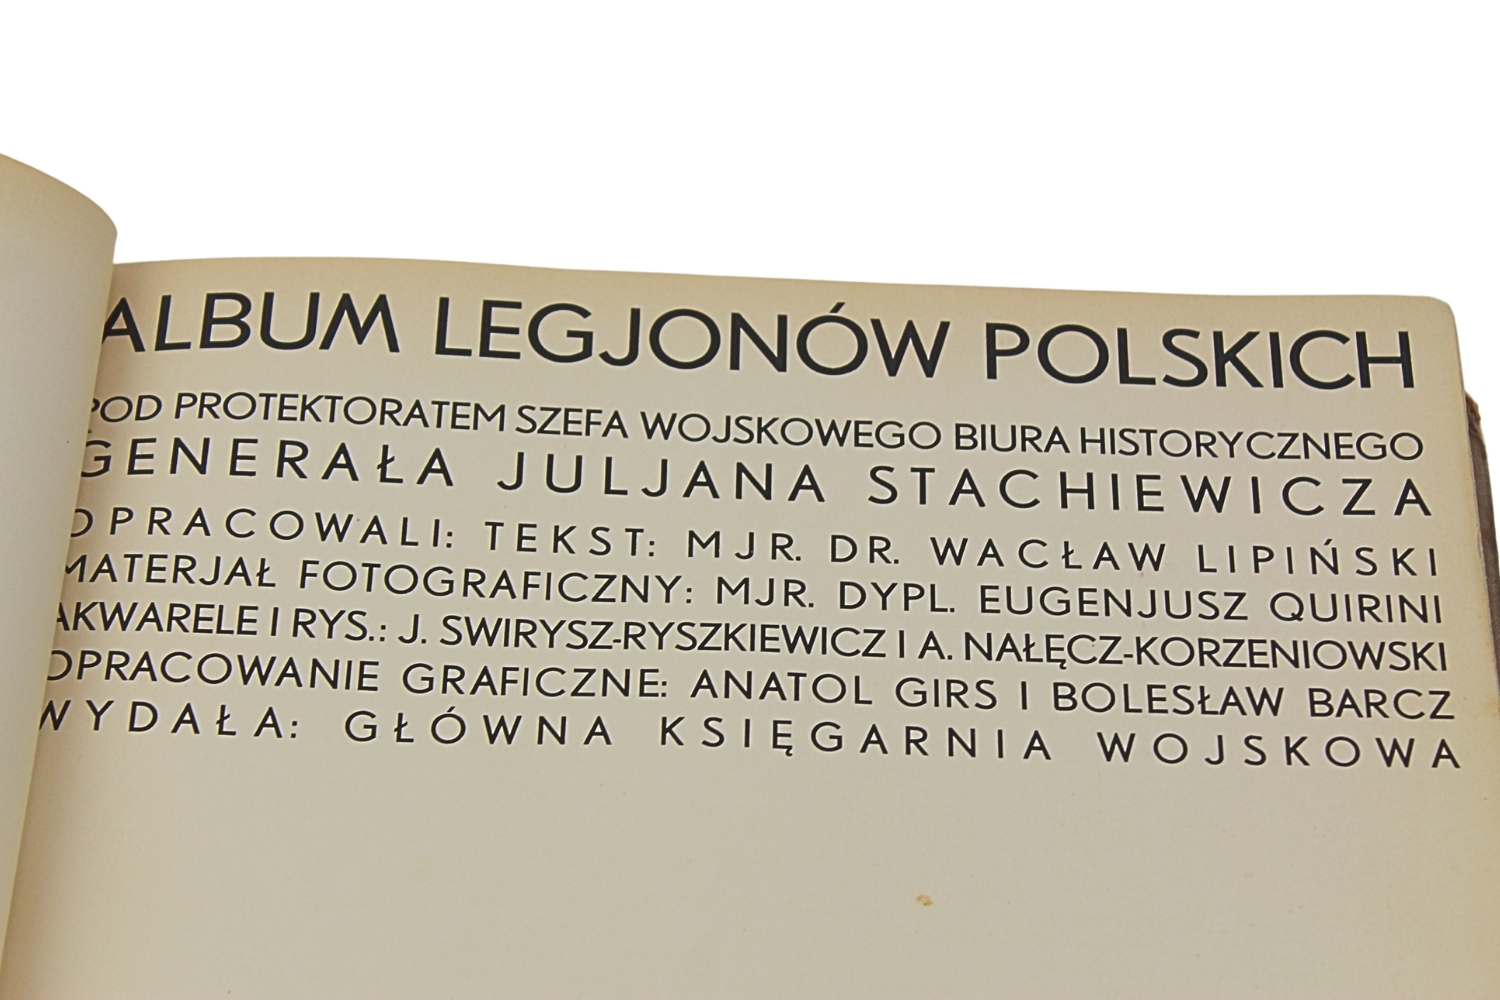 ALBUM LEGJONÓW POLSKICH
POD PROTEKTORATEM SZEFA WOJSKOWEGO BIURA HISTORYCZNEGO
GENERAŁA JULJANA STACHIEWICZA
OPRACOWALI: TEKST: MJR. DR. WACŁAW LIPIŃSKI
MATERJAŁ FOTOGRAFICZNY: MJR. DYPL. EUGENJUSZ QUIRINI
AKWARELE I RYS.: J. SWIRYSZ-RYSZKIEWICZ I A. NAŁĘCZ-KORZENIOWSKI
OPRACOWANIE GRAFICZNE: ANATOL GIRS I BOLESŁAW BARCZ
WYDAŁA: GŁÓWNA KSIĘGARNIA WOJSKOWA